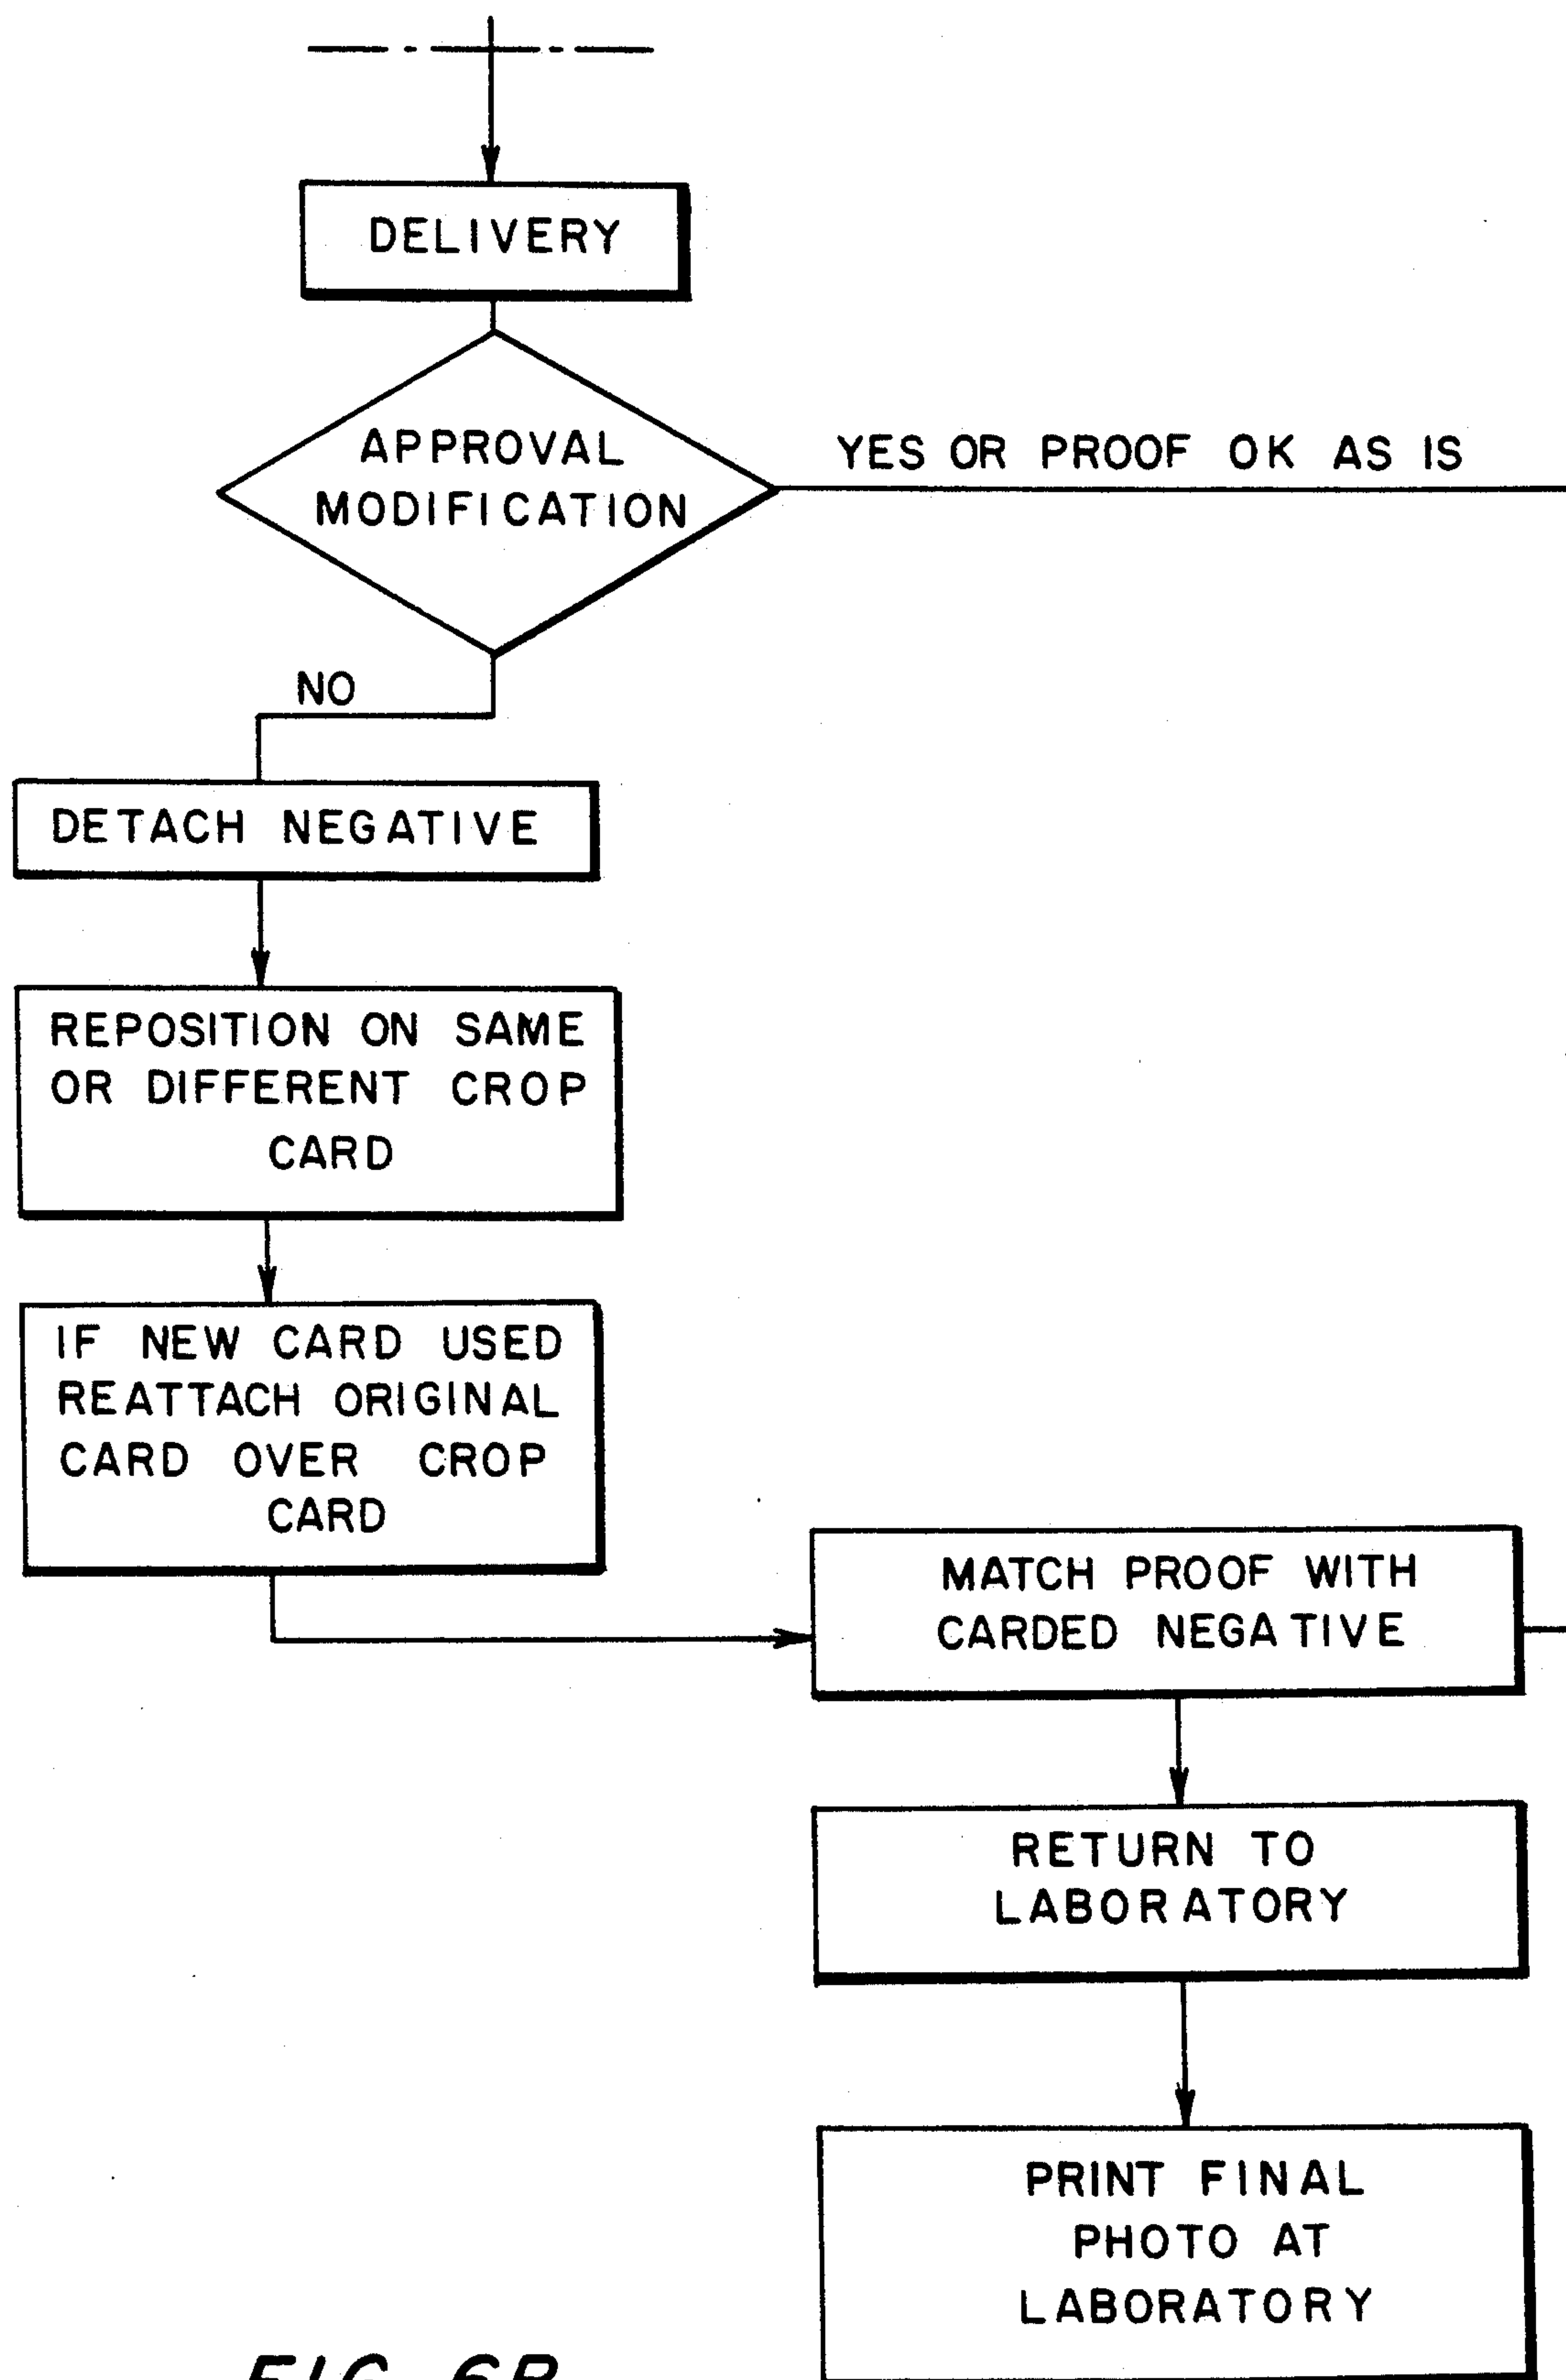 DELIVERY
APPROVAL
MODIFICATION
YES OR PROOF OK AS IS
NO
DETACH NEGATIVE
REPOSITION ON SAME
OR DIFFERENT CROP
CARD
IF NEW CARD USED
REATTACH ORIGINAL
CARD OVER CROP
CARD
MATCH PROOF WITH
CARDED NEGATIVE
RETURN TO
LABORATORY
PRINT FINAL
PHOTO AT
LABORATORY
FIG. 6B